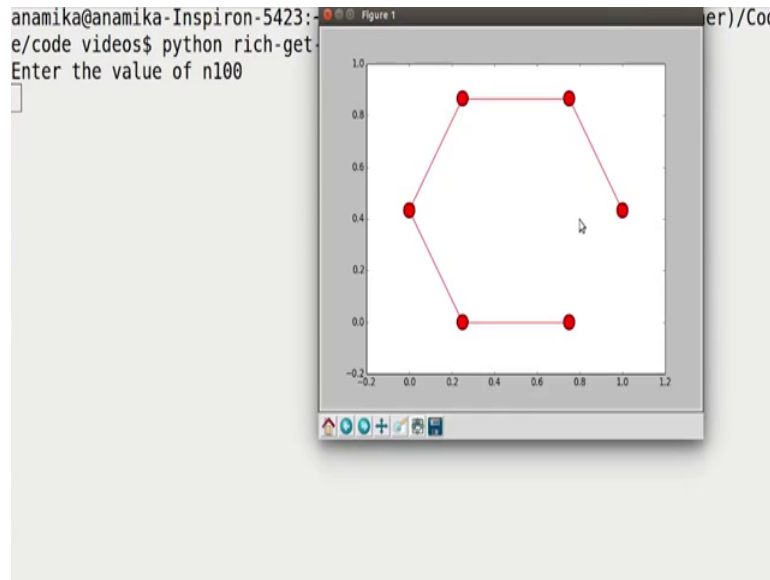 anamika@anamika-Inspiron-5423:~
Figure 1
er)/Cod
e/code videos$ python rich-get-
Enter the value of n100
1.0
0.8
0.6
0.4
0.2
0.0
−0.2
−0.2 0.0 0.2 0.4 0.6 0.8 1.0 1.2